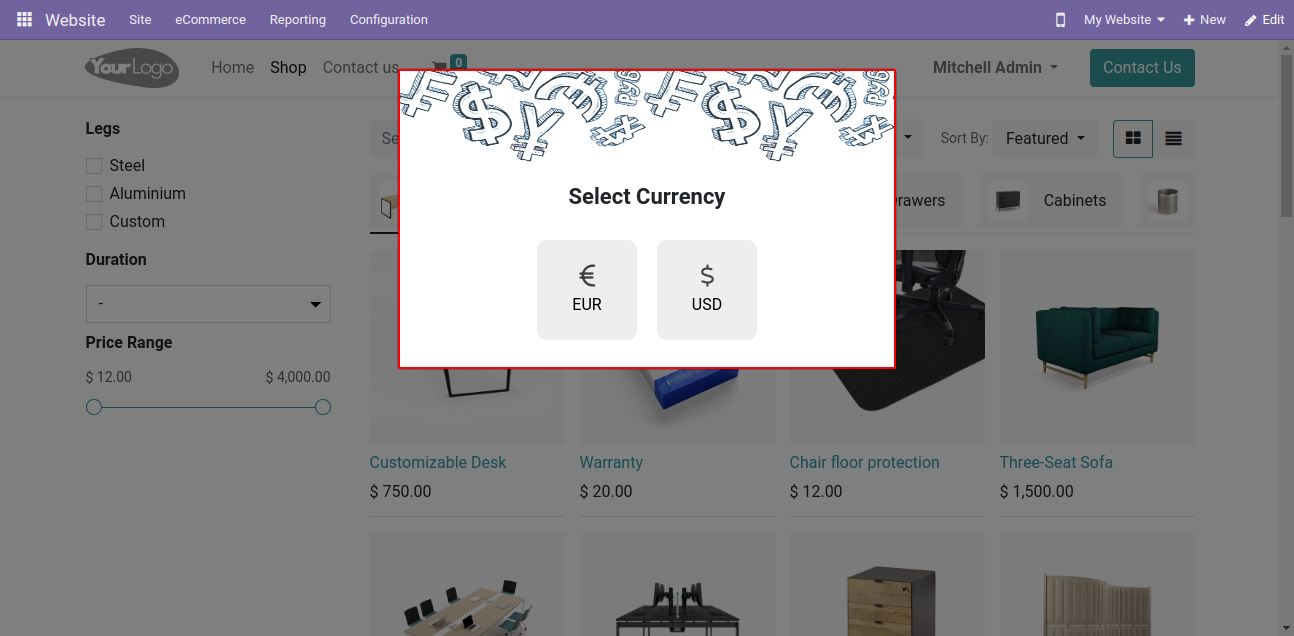 Website Site eCommerce Reporting Configuration My Website New Edit
YourLogo Home Shop Contact us 0 Mitchell Admin Contact Us
Legs
Steel
Aluminium
Custom
Duration
-
Price Range
$ 12.00 $ 4,000.00
Sort By: Featured
Cabinets
Select Currency
€ $
EUR USD
Customizable Desk Warranty Chair floor protection Three-Seat Sofa
$ 750.00 $ 20.00 $ 12.00 $ 1,500.00